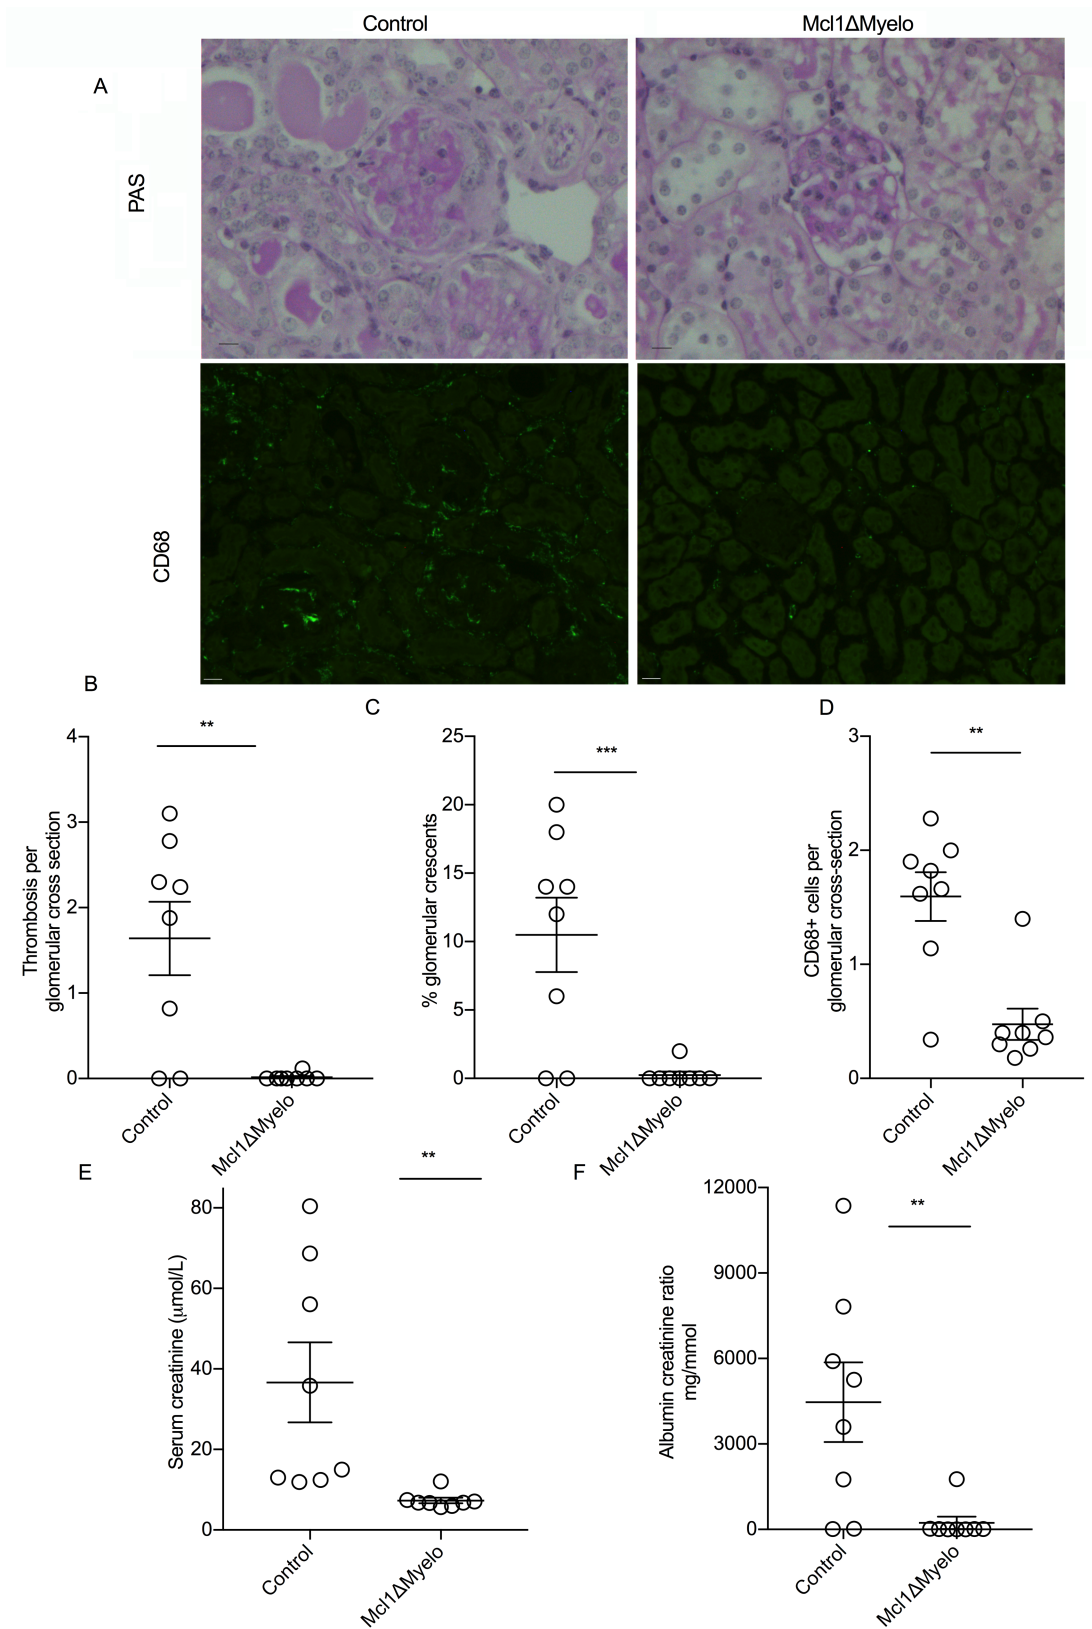 Control
Mcl1ΔMyelo
A
PAS
CD68
B
C
D
**
***
**
4
3
2
1
0
Thrombosis per
glomerular cross section
Control
Mcl1ΔMyelo
25
20
15
10
5
0
% glomerular crescents
Control
Mcl1ΔMyelo
3
2
1
0
CD68+ cells per
glomerular cross-section
Control
Mcl1ΔMyelo
E
F
**
**
80
60
40
20
0
Serum creatinine (μmol/L)
Control
Mcl1ΔMyelo
12000
9000
6000
3000
0
Albumin creatinine ratio
mg/mmol
Control
Mcl1ΔMyelo